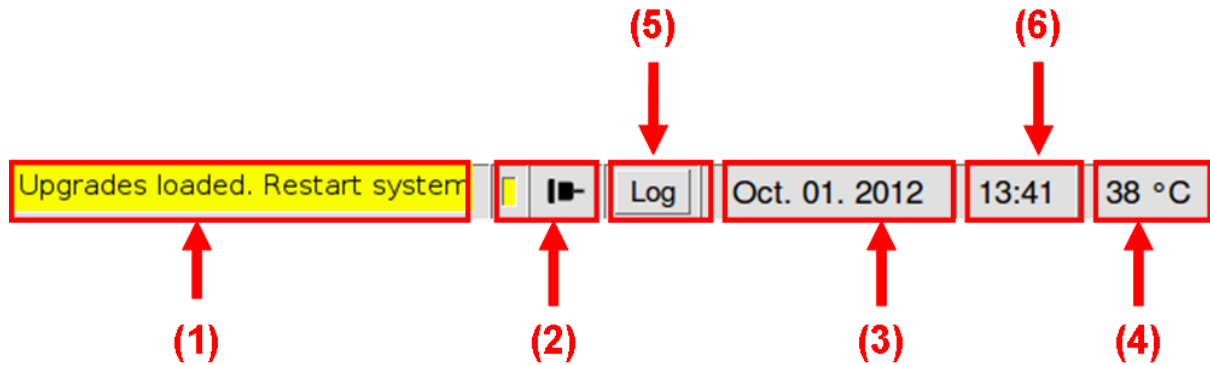 (5) (6)
Upgrades loaded. Restart system Log Oct. 01. 2012 13:41 38 °C
(1) (2) (3) (4)